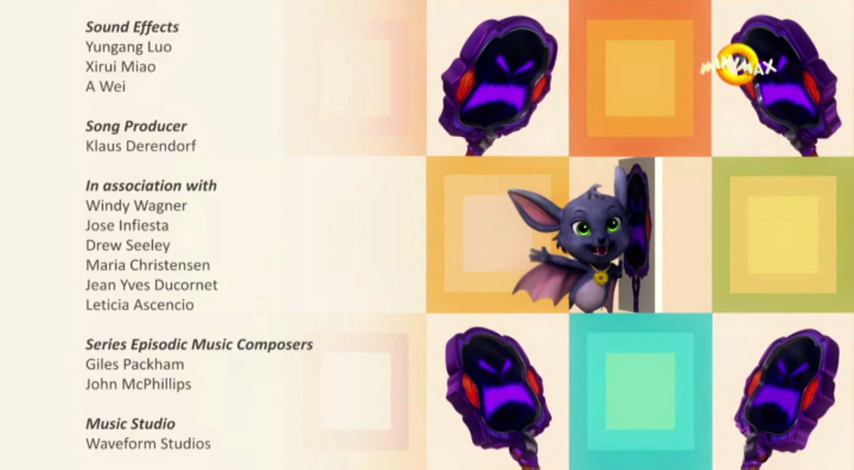 Sound Effects
Yungang Luo
Xirui Miao
A Wei
Song Producer
Klaus Derendorf
In association with
Windy Wagner
Jose Infiesta
Drew Seeley
Maria Christensen
Jean Yves Ducornet
Leticia Ascencio
Series Episodic Music Composers
Giles Packham
John McPhillips
Music Studio
Waveform Studios
MINIMAX